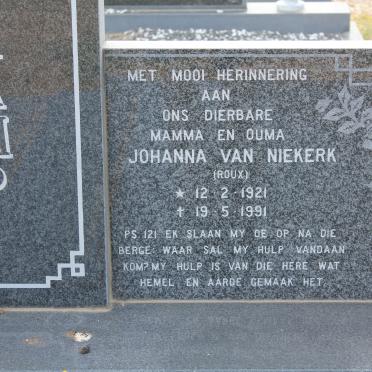 MET MOOI HERINNERING
AAN
ONS DIERBARE
MAMMA EN OUMA
JOHANNA VAN NIEKERK
(ROUX)
★ 12-2-1921
✝ 19-5-1991
PS. 121 EK SLAAN MY OE OP NA DIE
BERGE: WAAR SAL MY HULP VANDAAN
KOM? MY HULP IS VAN DIE HERE WAT
HEMEL EN AARDE GEMAAK HET.